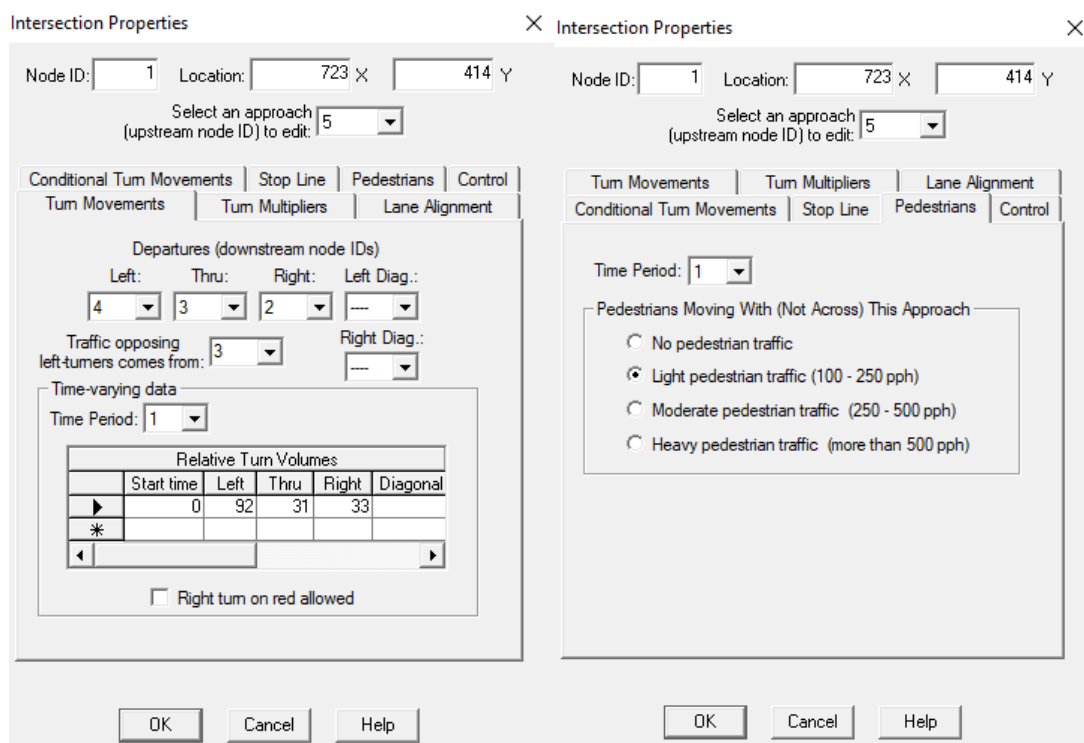 Intersection Properties
Node ID: 1 Location: 723 X 414 Y
Select an approach
(upstream node ID) to edit: 5
Conditional Turn Movements Stop Line Pedestrians Control
Turn Movements Turn Multipliers Lane Alignment
Departures (downstream node IDs)
Left: Thru: Right: Left Diag.:
4 3 2 ----
Traffic opposing
left-turners comes from: 3
Right Diag.:
----
Time-varying data
Time Period: 1
Relative Turn Volumes
Start time Left Thru Right Diagonal
0 92 31 33
Right turn on red allowed
OK Cancel Help
Intersection Properties
Node ID: 1 Location: 723 X 414 Y
Select an approach
(upstream node ID) to edit: 5
Turn Movements Turn Multipliers Lane Alignment
Conditional Turn Movements Stop Line Pedestrians Control
Time Period: 1
Pedestrians Moving With (Not Across) This Approach
No pedestrian traffic
Light pedestrian traffic (100 - 250 pph)
Moderate pedestrian traffic (250 - 500 pph)
Heavy pedestrian traffic (more than 500 pph)
OK Cancel Help